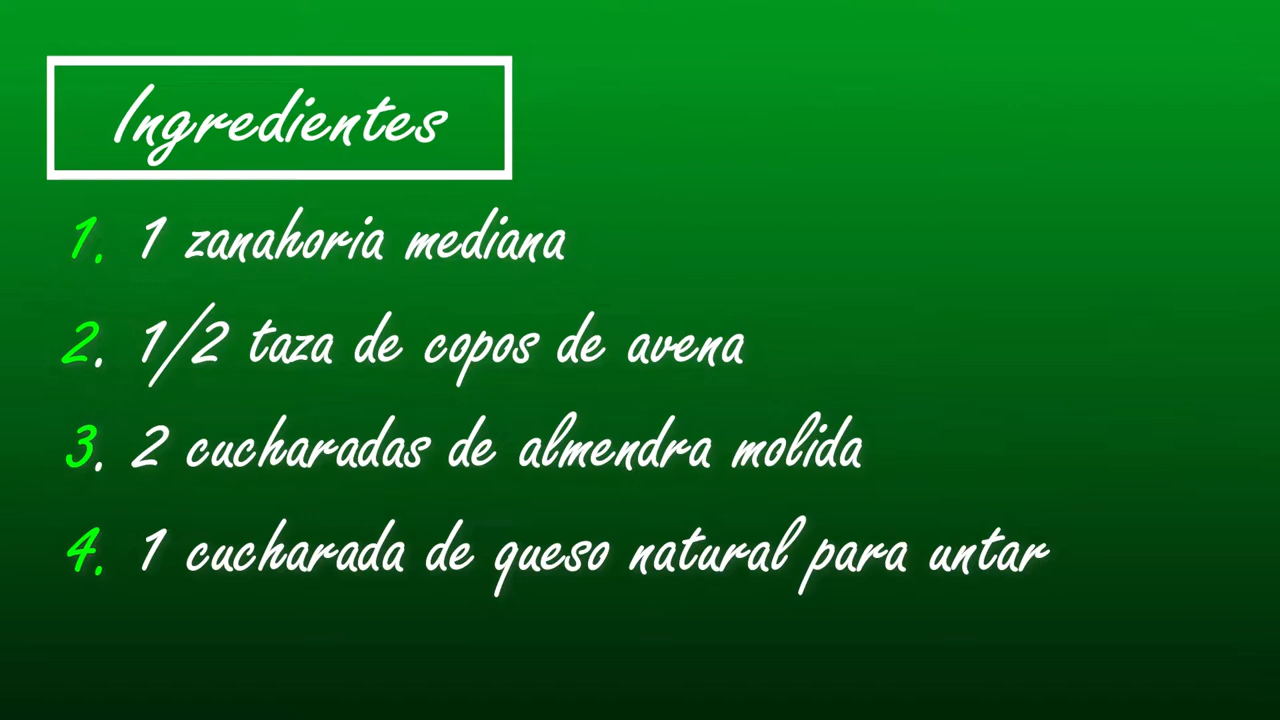 Ingredientes
1. 1 zanahoria mediana
2. 1/2 taza de copos de avena
3. 2 cucharadas de almendra molida
4. 1 cucharada de queso natural para untar